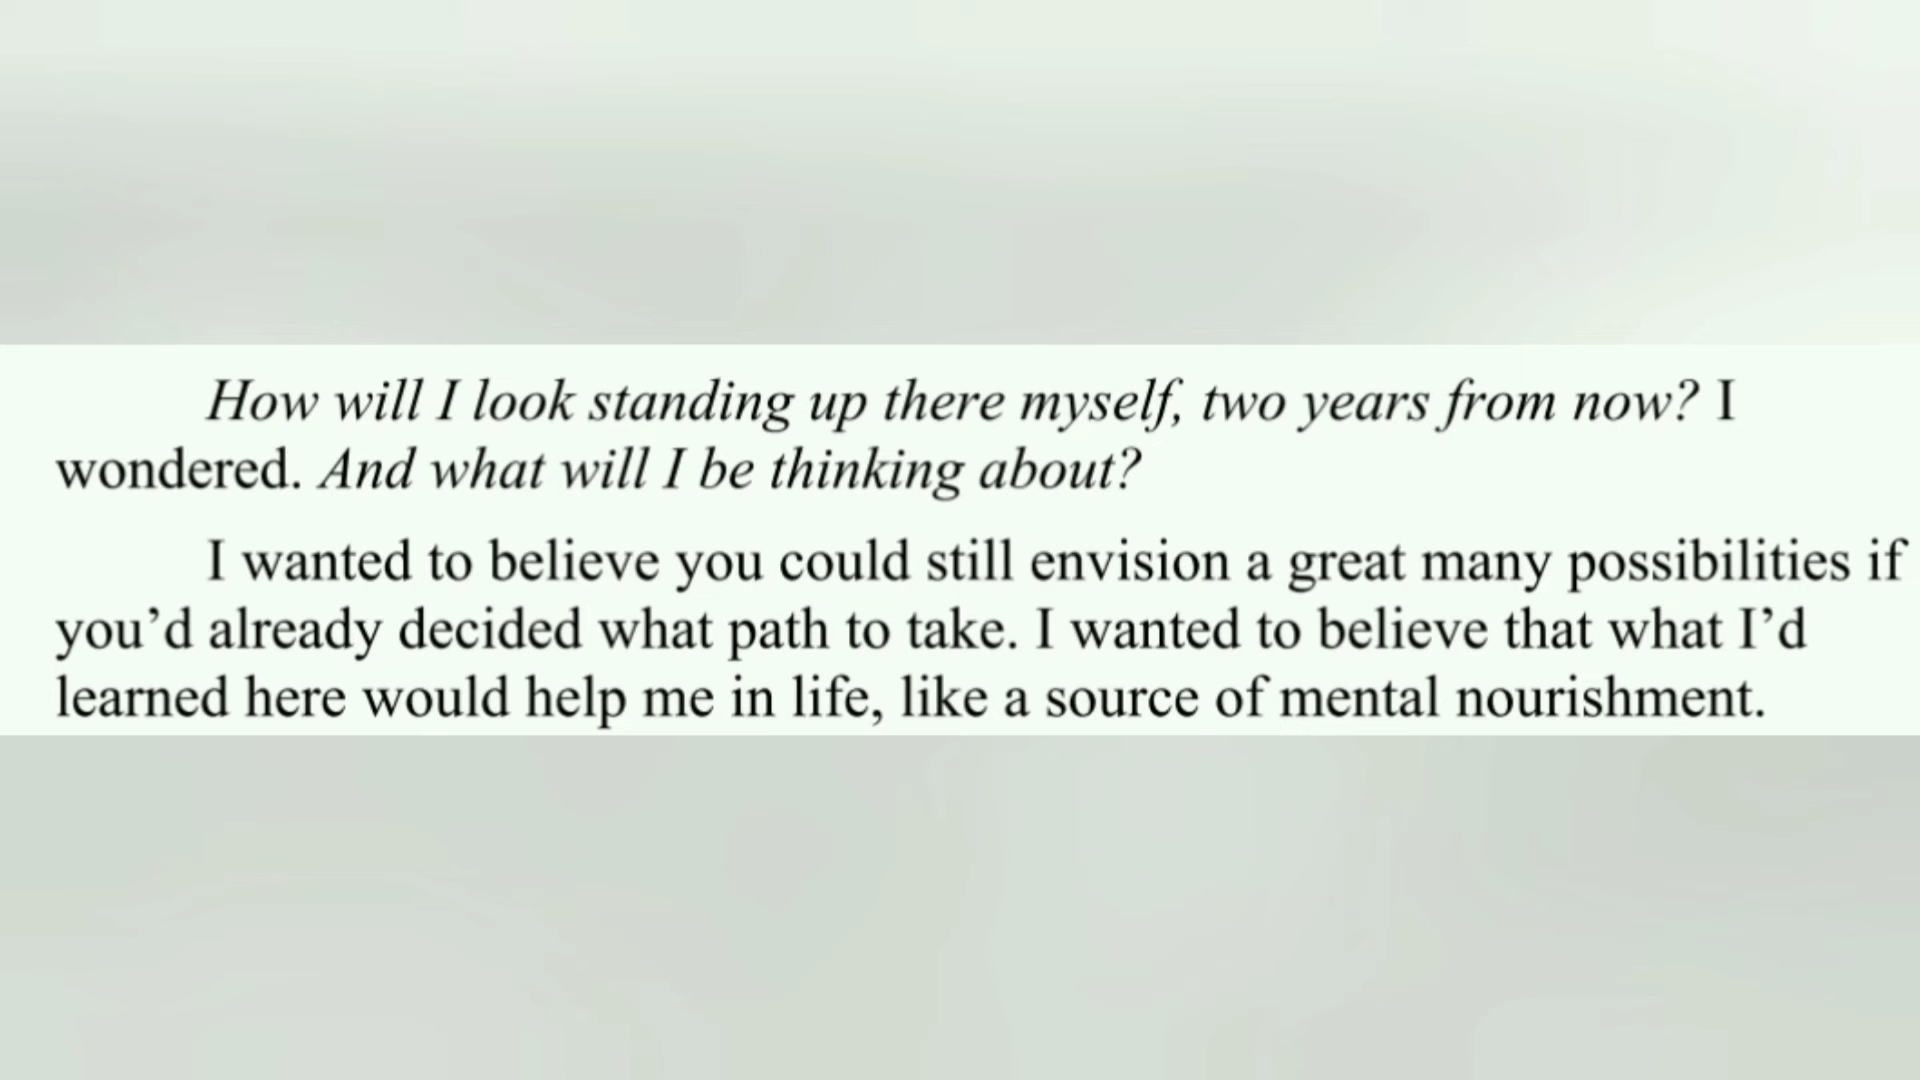 How will I look standing up there myself, two years from now? I
wondered. And what will I be thinking about?
I wanted to believe you could still envision a great many possibilities if
you’d already decided what path to take. I wanted to believe that what I’d
learned here would help me in life, like a source of mental nourishment.